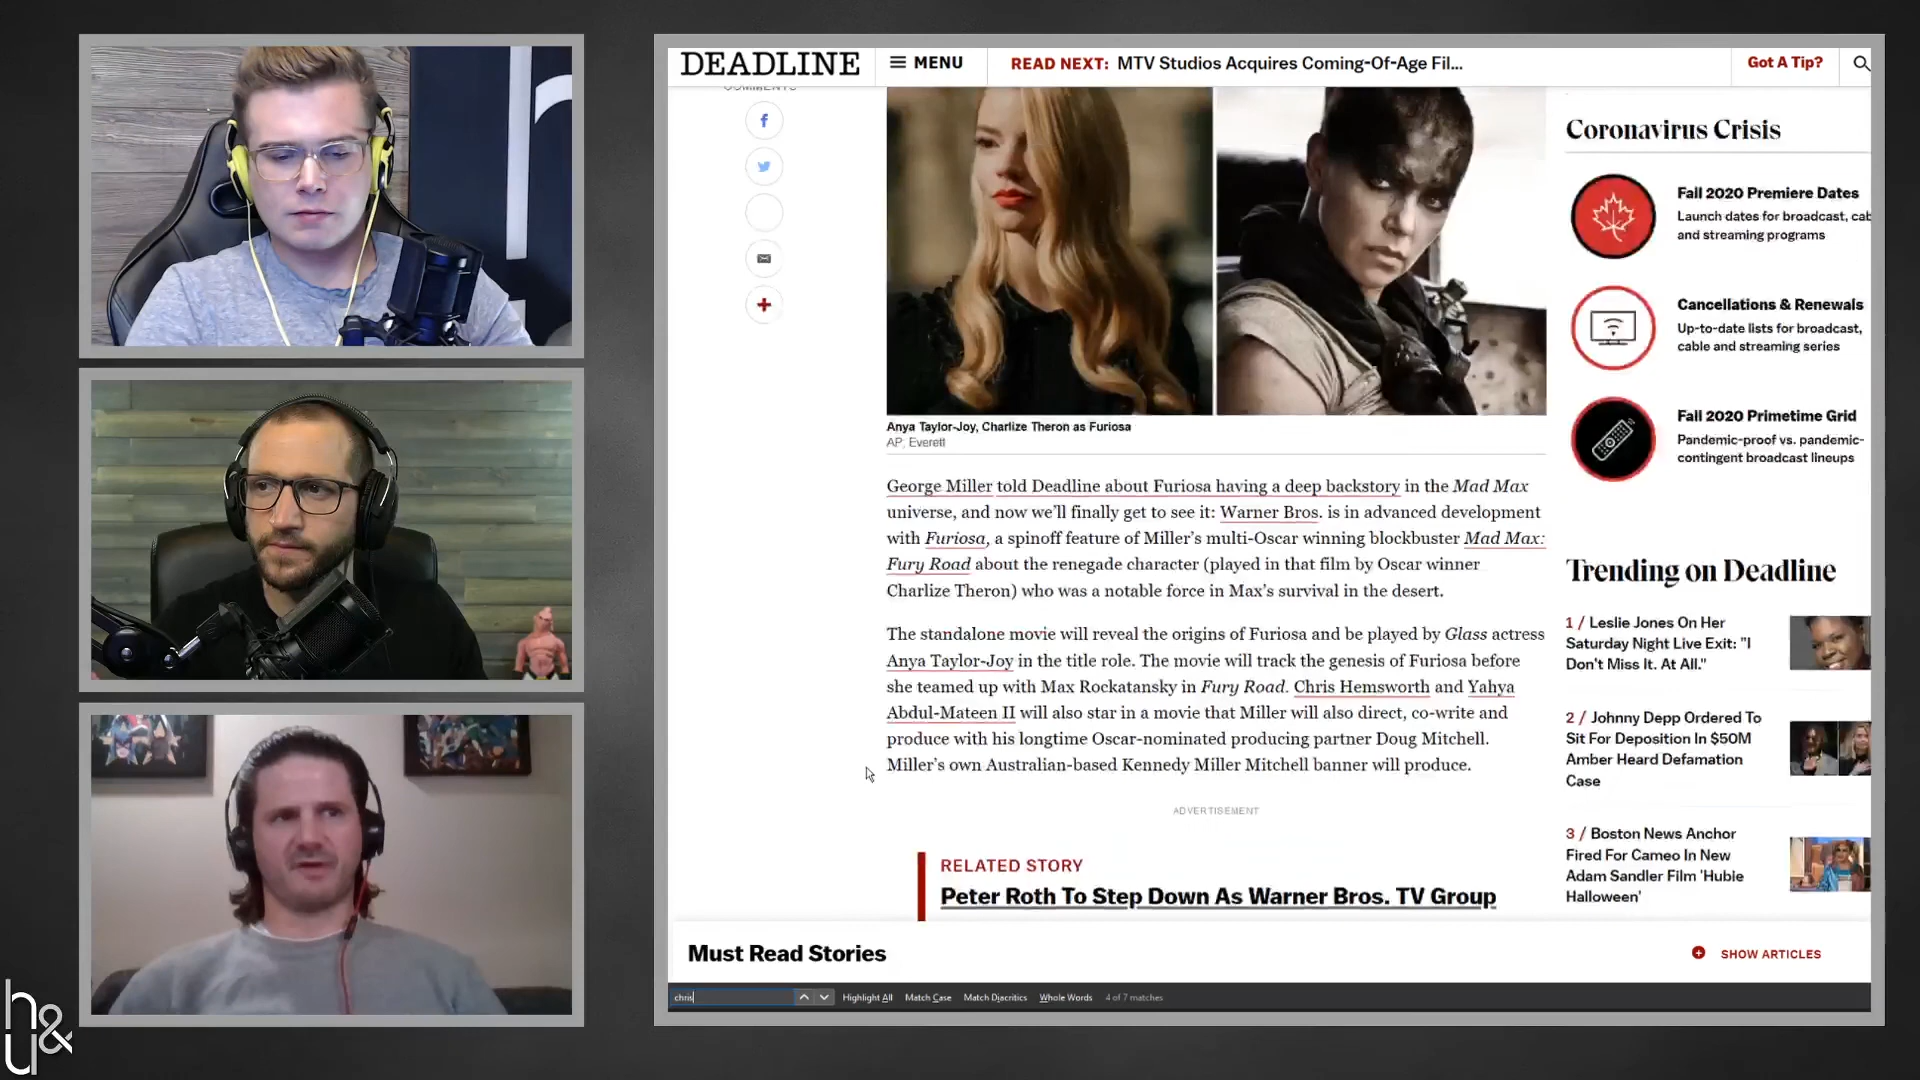 DEADLINE
MENU
READ NEXT: MTV Studios Acquires Coming-Of-Age Fil...
Got A Tip?
COMMENTS
Anya Taylor-Joy, Charlize Theron as Furiosa
AP; Everett
George Miller told Deadline about Furiosa having a deep backstory in the Mad Max
universe, and now we'll finally get to see it: Warner Bros. is in advanced development
with Furiosa, a spinoff feature of Miller's multi-Oscar winning blockbuster Mad Max:
Fury Road about the renegade character (played in that film by Oscar winner
Charlize Theron) who was a notable force in Max's survival in the desert.
The standalone movie will reveal the origins of Furiosa and be played by Glass actress
Anya Taylor-Joy in the title role. The movie will track the genesis of Furiosa before
she teamed up with Max Rockatansky in Fury Road. Chris Hemsworth and Yahya
Abdul-Mateen II will also star in a movie that Miller will also direct, co-write and
produce with his longtime Oscar-nominated producing partner Doug Mitchell.
Miller's own Australian-based Kennedy Miller Mitchell banner will produce.
ADVERTISEMENT
RELATED STORY
Peter Roth To Step Down As Warner Bros. TV Group
Coronavirus Crisis
Fall 2020 Premiere Dates
Launch dates for broadcast, cab
and streaming programs
Cancellations & Renewals
Up-to-date lists for broadcast,
cable and streaming series
Fall 2020 Primetime Grid
Pandemic-proof vs. pandemic-
contingent broadcast lineups
Trending on Deadline
1 / Leslie Jones On Her
Saturday Night Live Exit: "I
Don't Miss It. At All."
2 / Johnny Depp Ordered To
Sit For Deposition In $50M
Amber Heard Defamation
Case
3 / Boston News Anchor
Fired For Cameo In New
Adam Sandler Film 'Hubie
Halloween'
Must Read Stories
SHOW ARTICLES
chris
Highlight All Match Case Match Diacritics Whole Words 4 of 7 matches
h&u